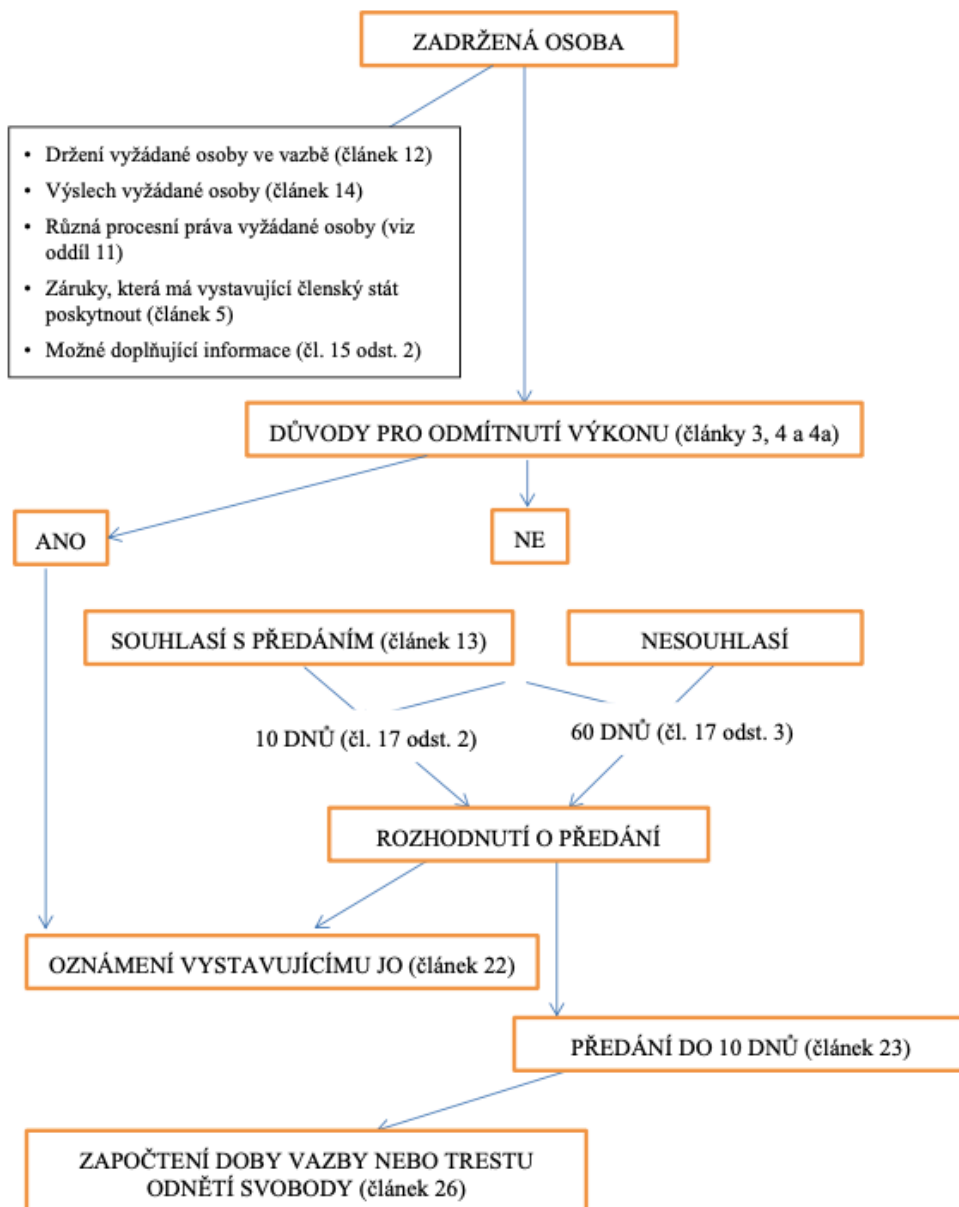 ZADRŽENÁ OSOBA
• Držení vyžádané osoby ve vazbě (článek 12)
• Výslech vyžádané osoby (článek 14)
• Různá procesní práva vyžádané osoby (viz
oddíl 11)
• Záruky, která má vystavující členský stát
poskytnout (článek 5)
• Možné doplňující informace (čl. 15 odst. 2)
DŮVODY PRO ODMÍTNUTÍ VÝKONU (články 3, 4 a 4a)
ANO
NE
SOUHLASÍ S PŘEDÁNÍM (článek 13)
NESOUHLASÍ
10 DNŮ (čl. 17 odst. 2)
60 DNŮ (čl. 17 odst. 3)
ROZHODNUTÍ O PŘEDÁNÍ
OZNÁMENÍ VYSTAVUJÍCÍMU JO (článek 22)
PŘEDÁNÍ DO 10 DNŮ (článek 23)
ZAPOČTENÍ DOBY VAZBY NEBO TRESTU
ODNĚTÍ SVOBODY (článek 26)